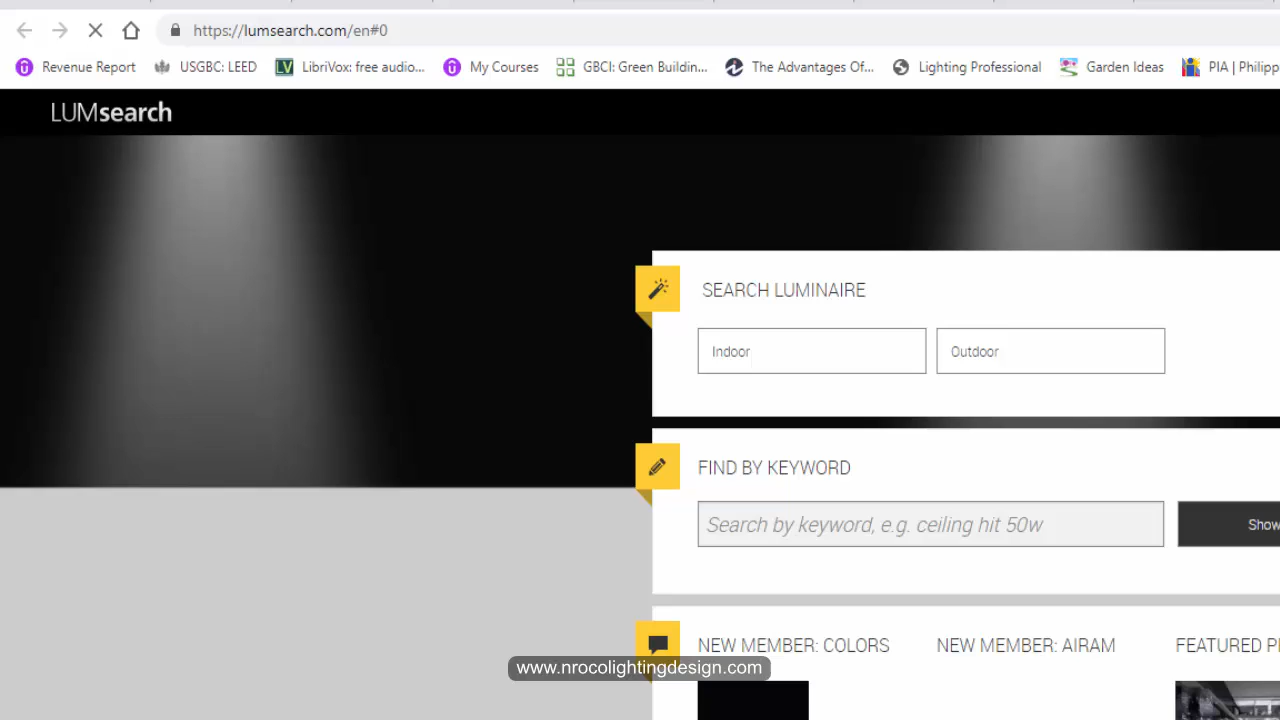 https://lumsearch.com/en#0
Revenue Report USGBC: LEED LibriVox: free audio... My Courses GBCI: Green Buildin... The Advantages Of... Lighting Professional Garden Ideas PIA | Philipp
LUMsearch
SEARCH LUMINAIRE
Indoor Outdoor
FIND BY KEYWORD
Search by keyword, e.g. ceiling hit 50w Show
NEW MEMBER: COLORS NEW MEMBER: AIRAM FEATURED P
www.nrocolightingdesign.com